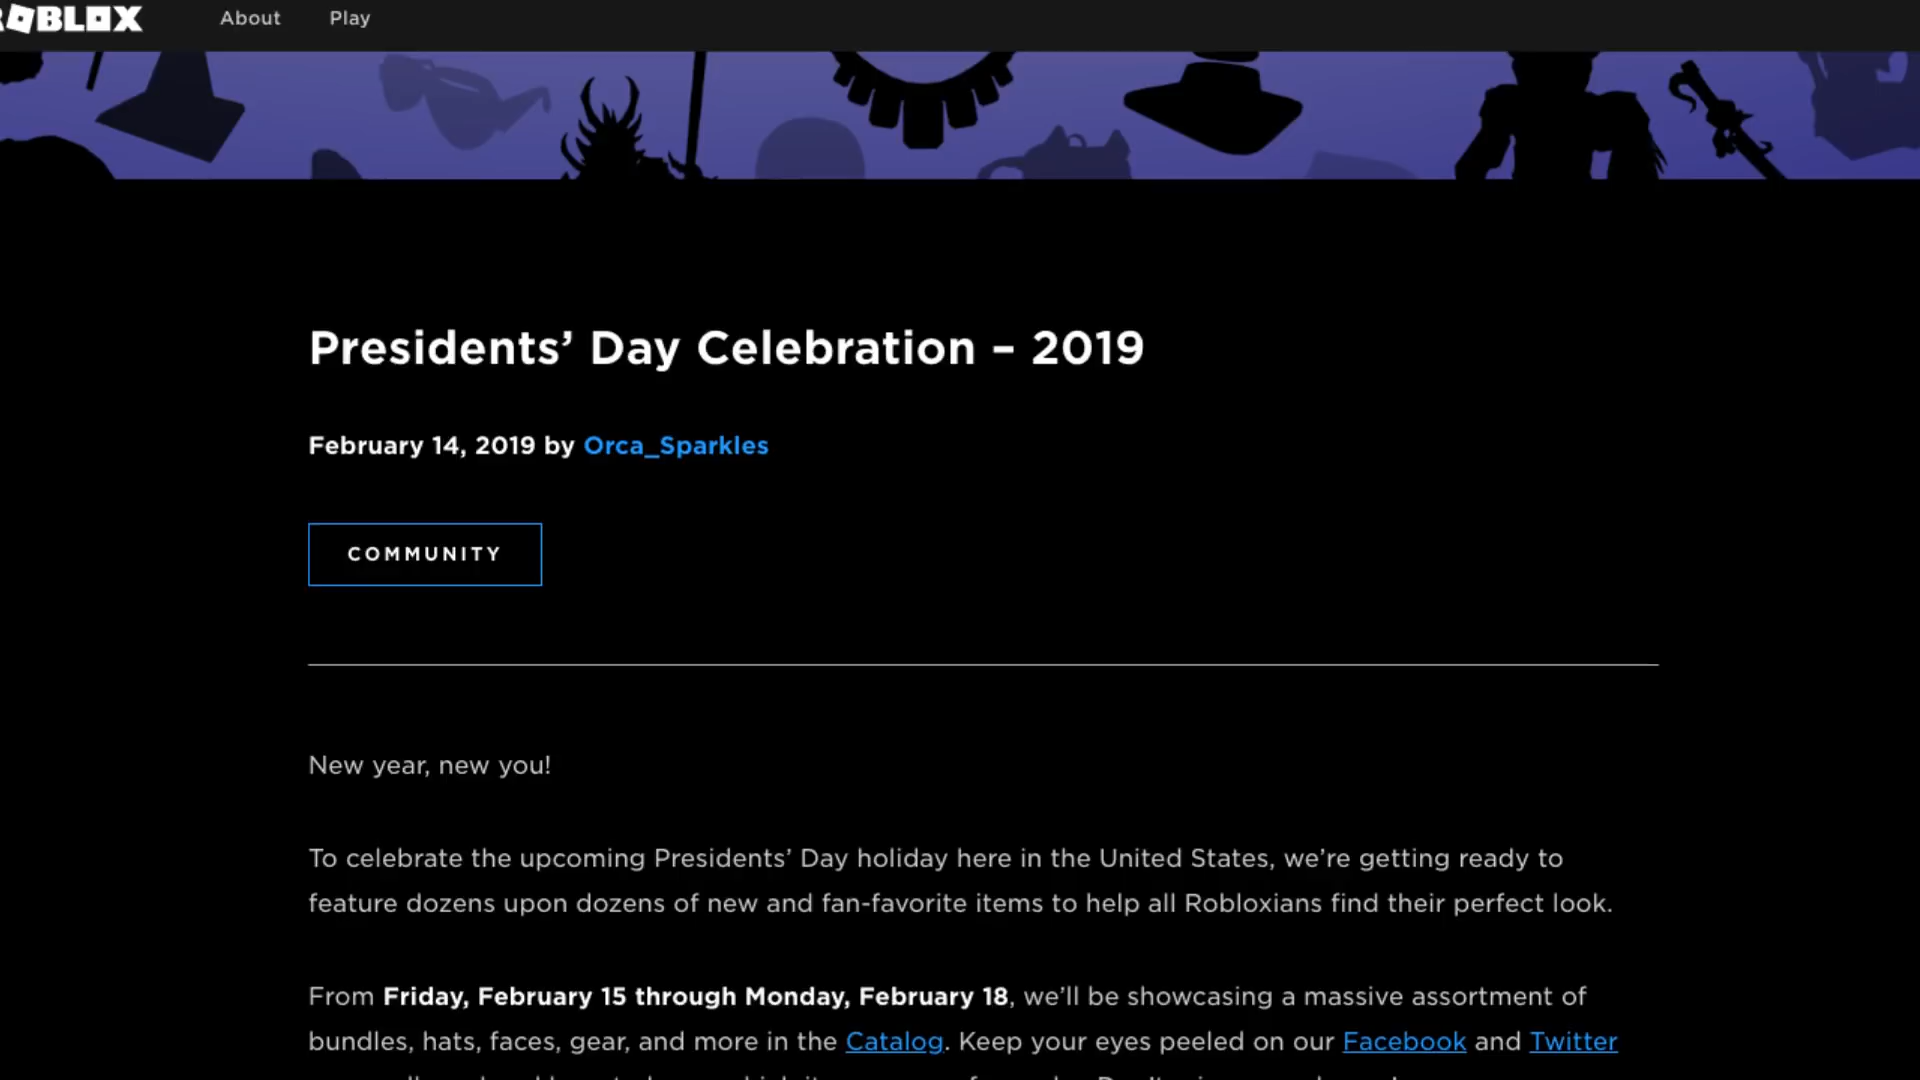 ROBLOX About Play
Presidents’ Day Celebration – 2019
February 14, 2019 by Orca_Sparkles
COMMUNITY
New year, new you!
To celebrate the upcoming Presidents’ Day holiday here in the United States, we’re getting ready to
feature dozens upon dozens of new and fan-favorite items to help all Robloxians find their perfect look.
From Friday, February 15 through Monday, February 18, we’ll be showcasing a massive assortment of
bundles, hats, faces, gear, and more in the Catalog. Keep your eyes peeled on our Facebook and Twitter